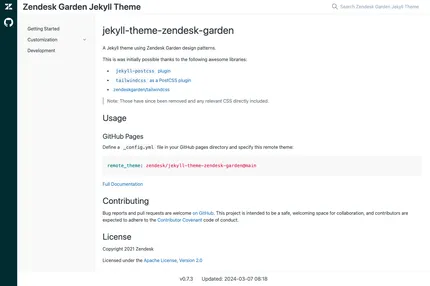 Zendesk Garden Jekyll Theme
Search Zendesk Garden Jekyll Theme
Getting Started
Customization
Development
jekyll-theme-zendesk-garden
A Jekyll theme using Zendesk Garden design patterns.
This is was initially possible thanks to the following awesome libraries:
jekyll-postcss plugin
tailwindcss as a PostCSS plugin
zendeskgarden/tailwindcss
Note: Those have since been removed and any relevant CSS directly included.
Usage
GitHub Pages
Define a _config.yml file in your GitHub pages directory and specify this remote theme.
remote_theme: zendesk/jekyll-theme-zendesk-garden@main
Full Documentation
Contributing
Bug reports and pull requests are welcome on GitHub. This project is intended to be a safe, welcoming space for collaboration, and contributors are
expected to adhere to the Contributor Covenant code of conduct.
License
Copyright 2021 Zendesk
Licensed under the Apache License, Version 2.0
v0.7.3 Updated: 2024-03-07 08:18